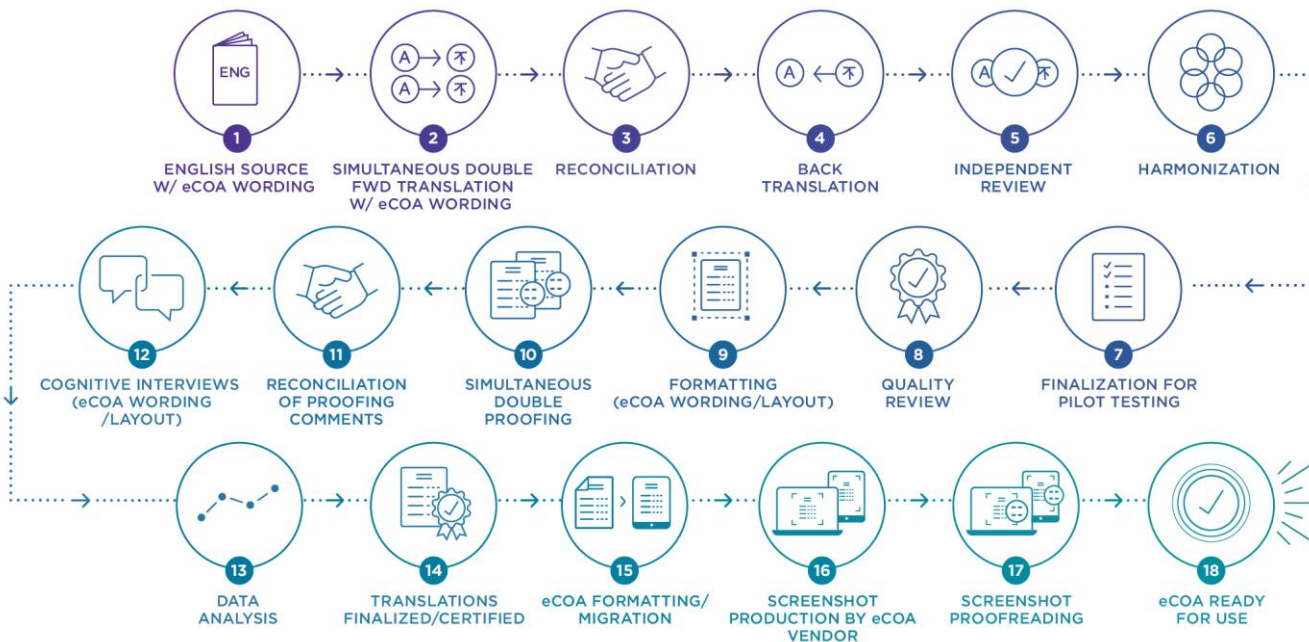 ENG
A
不
A
不
1
ENGLISH SOURCE
W/ eCOA WORDING
2
SIMULTANEOUS DOUBLE
FWD TRANSLATION
W/ eCOA WORDING
3
RECONCILIATION
A
不
4
BACK
TRANSLATION
A
不
5
INDEPENDENT
REVIEW
6
HARMONIZATION
7
FINALIZATION FOR
PILOT TESTING
8
QUALITY
REVIEW
9
FORMATTING
(eCOA WORDING/LAYOUT)
10
SIMULTANEOUS
DOUBLE
PROOFING
11
RECONCILIATION
OF PROOFING
COMMENTS
12
COGNITIVE INTERVIEWS
(eCOA WORDING
/LAYOUT)
13
DATA
ANALYSIS
14
TRANSLATIONS
FINALIZED/CERTIFIED
15
eCOA FORMATTING/
MIGRATION
16
SCREENSHOT
PRODUCTION BY eCOA
VENDOR
17
SCREENSHOT
PROOFREADING
18
eCOA READY
FOR USE